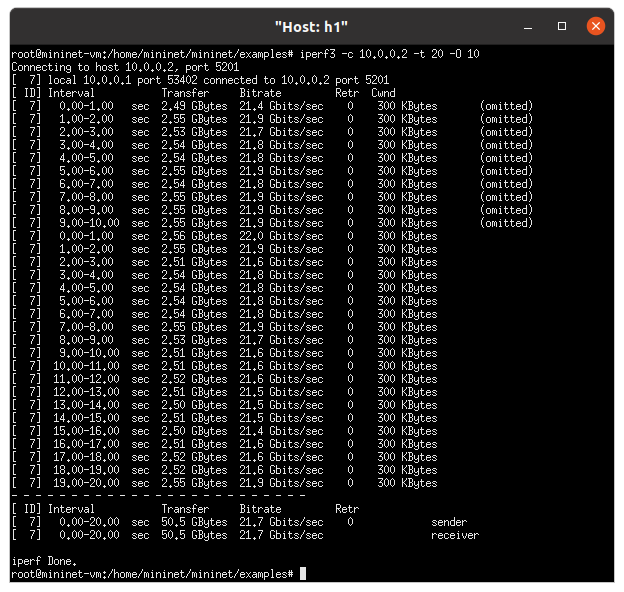 "Host: h1"
root@mininet-vm:/home/mininet/mininet/examples# iperf3 -c 10.0.0.2 -t 20 -O 10
Connecting to host 10.0.0.2, port 5201
[  7] local 10.0.0.1 port 53402 connected to 10.0.0.2 port 5201
[ ID] Interval           Transfer     Bitrate         Retr  Cwnd
[  7]   0.00-1.00   sec  2.49 GBytes  21.4 Gbits/sec    0    300 KBytes       (omitted)
[  7]   1.00-2.00   sec  2.55 GBytes  21.9 Gbits/sec    0    300 KBytes       (omitted)
[  7]   2.00-3.00   sec  2.53 GBytes  21.7 Gbits/sec    0    300 KBytes       (omitted)
[  7]   3.00-4.00   sec  2.54 GBytes  21.8 Gbits/sec    0    300 KBytes       (omitted)
[  7]   4.00-5.00   sec  2.54 GBytes  21.8 Gbits/sec    0    300 KBytes       (omitted)
[  7]   5.00-6.00   sec  2.55 GBytes  21.9 Gbits/sec    0    300 KBytes       (omitted)
[  7]   6.00-7.00   sec  2.54 GBytes  21.8 Gbits/sec    0    300 KBytes       (omitted)
[  7]   7.00-8.00   sec  2.55 GBytes  21.9 Gbits/sec    0    300 KBytes       (omitted)
[  7]   8.00-9.00   sec  2.55 GBytes  21.9 Gbits/sec    0    300 KBytes       (omitted)
[  7]   9.00-10.00  sec  2.55 GBytes  21.9 Gbits/sec    0    300 KBytes       (omitted)
[  7]   0.00-1.00   sec  2.56 GBytes  22.0 Gbits/sec    0    300 KBytes
[  7]   1.00-2.00   sec  2.55 GBytes  21.9 Gbits/sec    0    300 KBytes
[  7]   2.00-3.00   sec  2.51 GBytes  21.6 Gbits/sec    0    300 KBytes
[  7]   3.00-4.00   sec  2.54 GBytes  21.8 Gbits/sec    0    300 KBytes
[  7]   4.00-5.00   sec  2.54 GBytes  21.8 Gbits/sec    0    300 KBytes
[  7]   5.00-6.00   sec  2.54 GBytes  21.8 Gbits/sec    0    300 KBytes
[  7]   6.00-7.00   sec  2.54 GBytes  21.8 Gbits/sec    0    300 KBytes
[  7]   7.00-8.00   sec  2.55 GBytes  21.9 Gbits/sec    0    300 KBytes
[  7]   8.00-9.00   sec  2.53 GBytes  21.7 Gbits/sec    0    300 KBytes
[  7]   9.00-10.00  sec  2.51 GBytes  21.6 Gbits/sec    0    300 KBytes
[  7]  10.00-11.00  sec  2.51 GBytes  21.6 Gbits/sec    0    300 KBytes
[  7]  11.00-12.00  sec  2.52 GBytes  21.6 Gbits/sec    0    300 KBytes
[  7]  12.00-13.00  sec  2.51 GBytes  21.5 Gbits/sec    0    300 KBytes
[  7]  13.00-14.00  sec  2.50 GBytes  21.5 Gbits/sec    0    300 KBytes
[  7]  14.00-15.00  sec  2.51 GBytes  21.5 Gbits/sec    0    300 KBytes
[  7]  15.00-16.00  sec  2.50 GBytes  21.4 Gbits/sec    0    300 KBytes
[  7]  16.00-17.00  sec  2.51 GBytes  21.6 Gbits/sec    0    300 KBytes
[  7]  17.00-18.00  sec  2.52 GBytes  21.6 Gbits/sec    0    300 KBytes
[  7]  18.00-19.00  sec  2.52 GBytes  21.6 Gbits/sec    0    300 KBytes
[  7]  19.00-20.00  sec  2.55 GBytes  21.9 Gbits/sec    0    300 KBytes
- - - - - - - - - - - - - - - - - - - - - - - - -
[ ID] Interval           Transfer     Bitrate         Retr
[  7]   0.00-20.00  sec  50.5 GBytes  21.7 Gbits/sec    0             sender
[  7]   0.00-20.00  sec  50.5 GBytes  21.7 Gbits/sec                  receiver
iperf Done.
root@mininet-vm:/home/mininet/mininet/examples#